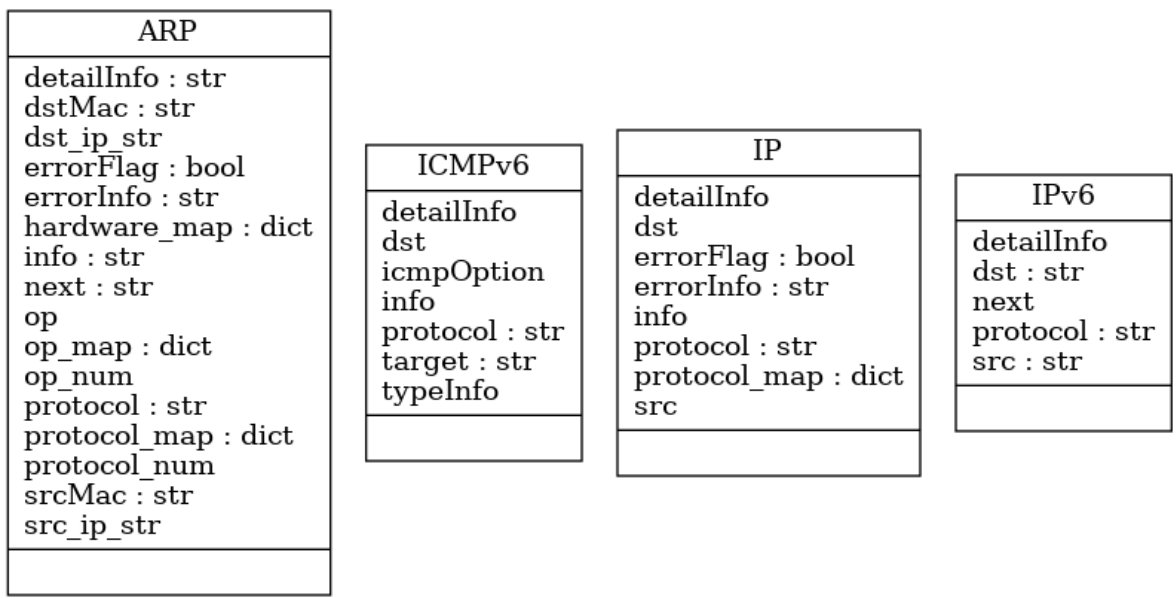 ARP
detailInfo : str
dstMac : str
dst_ip_str
errorFlag : bool
errorInfo : str
hardware_map : dict
info : str
next : str
op
op_map : dict
op_num
protocol : str
protocol_map : dict
protocol_num
srcMac : str
src_ip_str
ICMPv6
detailInfo
dst
icmpOption
info
protocol : str
target : str
typeInfo
IP
detailInfo
dst
errorFlag : bool
errorInfo : str
info
protocol : str
protocol_map : dict
src
IPv6
detailInfo
dst : str
next
protocol : str
src : str